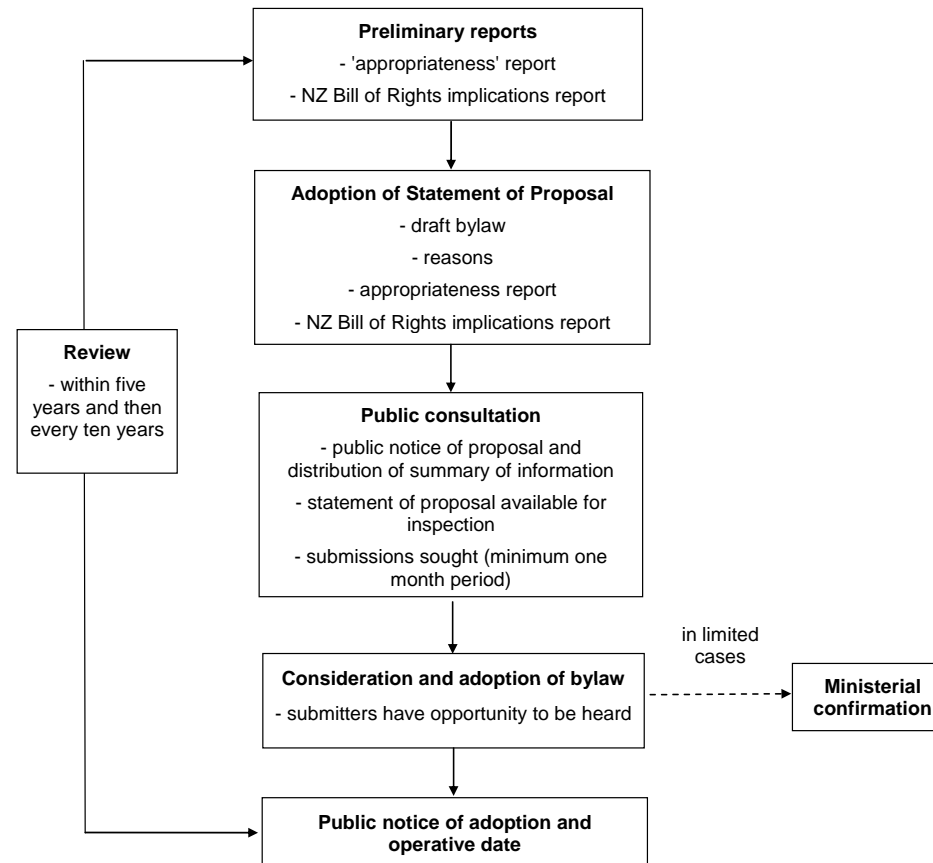 Preliminary reports
- 'appropriateness' report
- NZ Bill of Rights implications report
Adoption of Statement of Proposal
- draft bylaw
- reasons
- appropriateness report
- NZ Bill of Rights implications report
Review
- within five
years and then
every ten years
Public consultation
- public notice of proposal and
distribution of summary of information
- statement of proposal available for
inspection
- submissions sought (minimum one
month period)
in limited
cases
Consideration and adoption of bylaw
- submitters have opportunity to be heard
Ministerial
confirmation
Public notice of adoption and
operative date